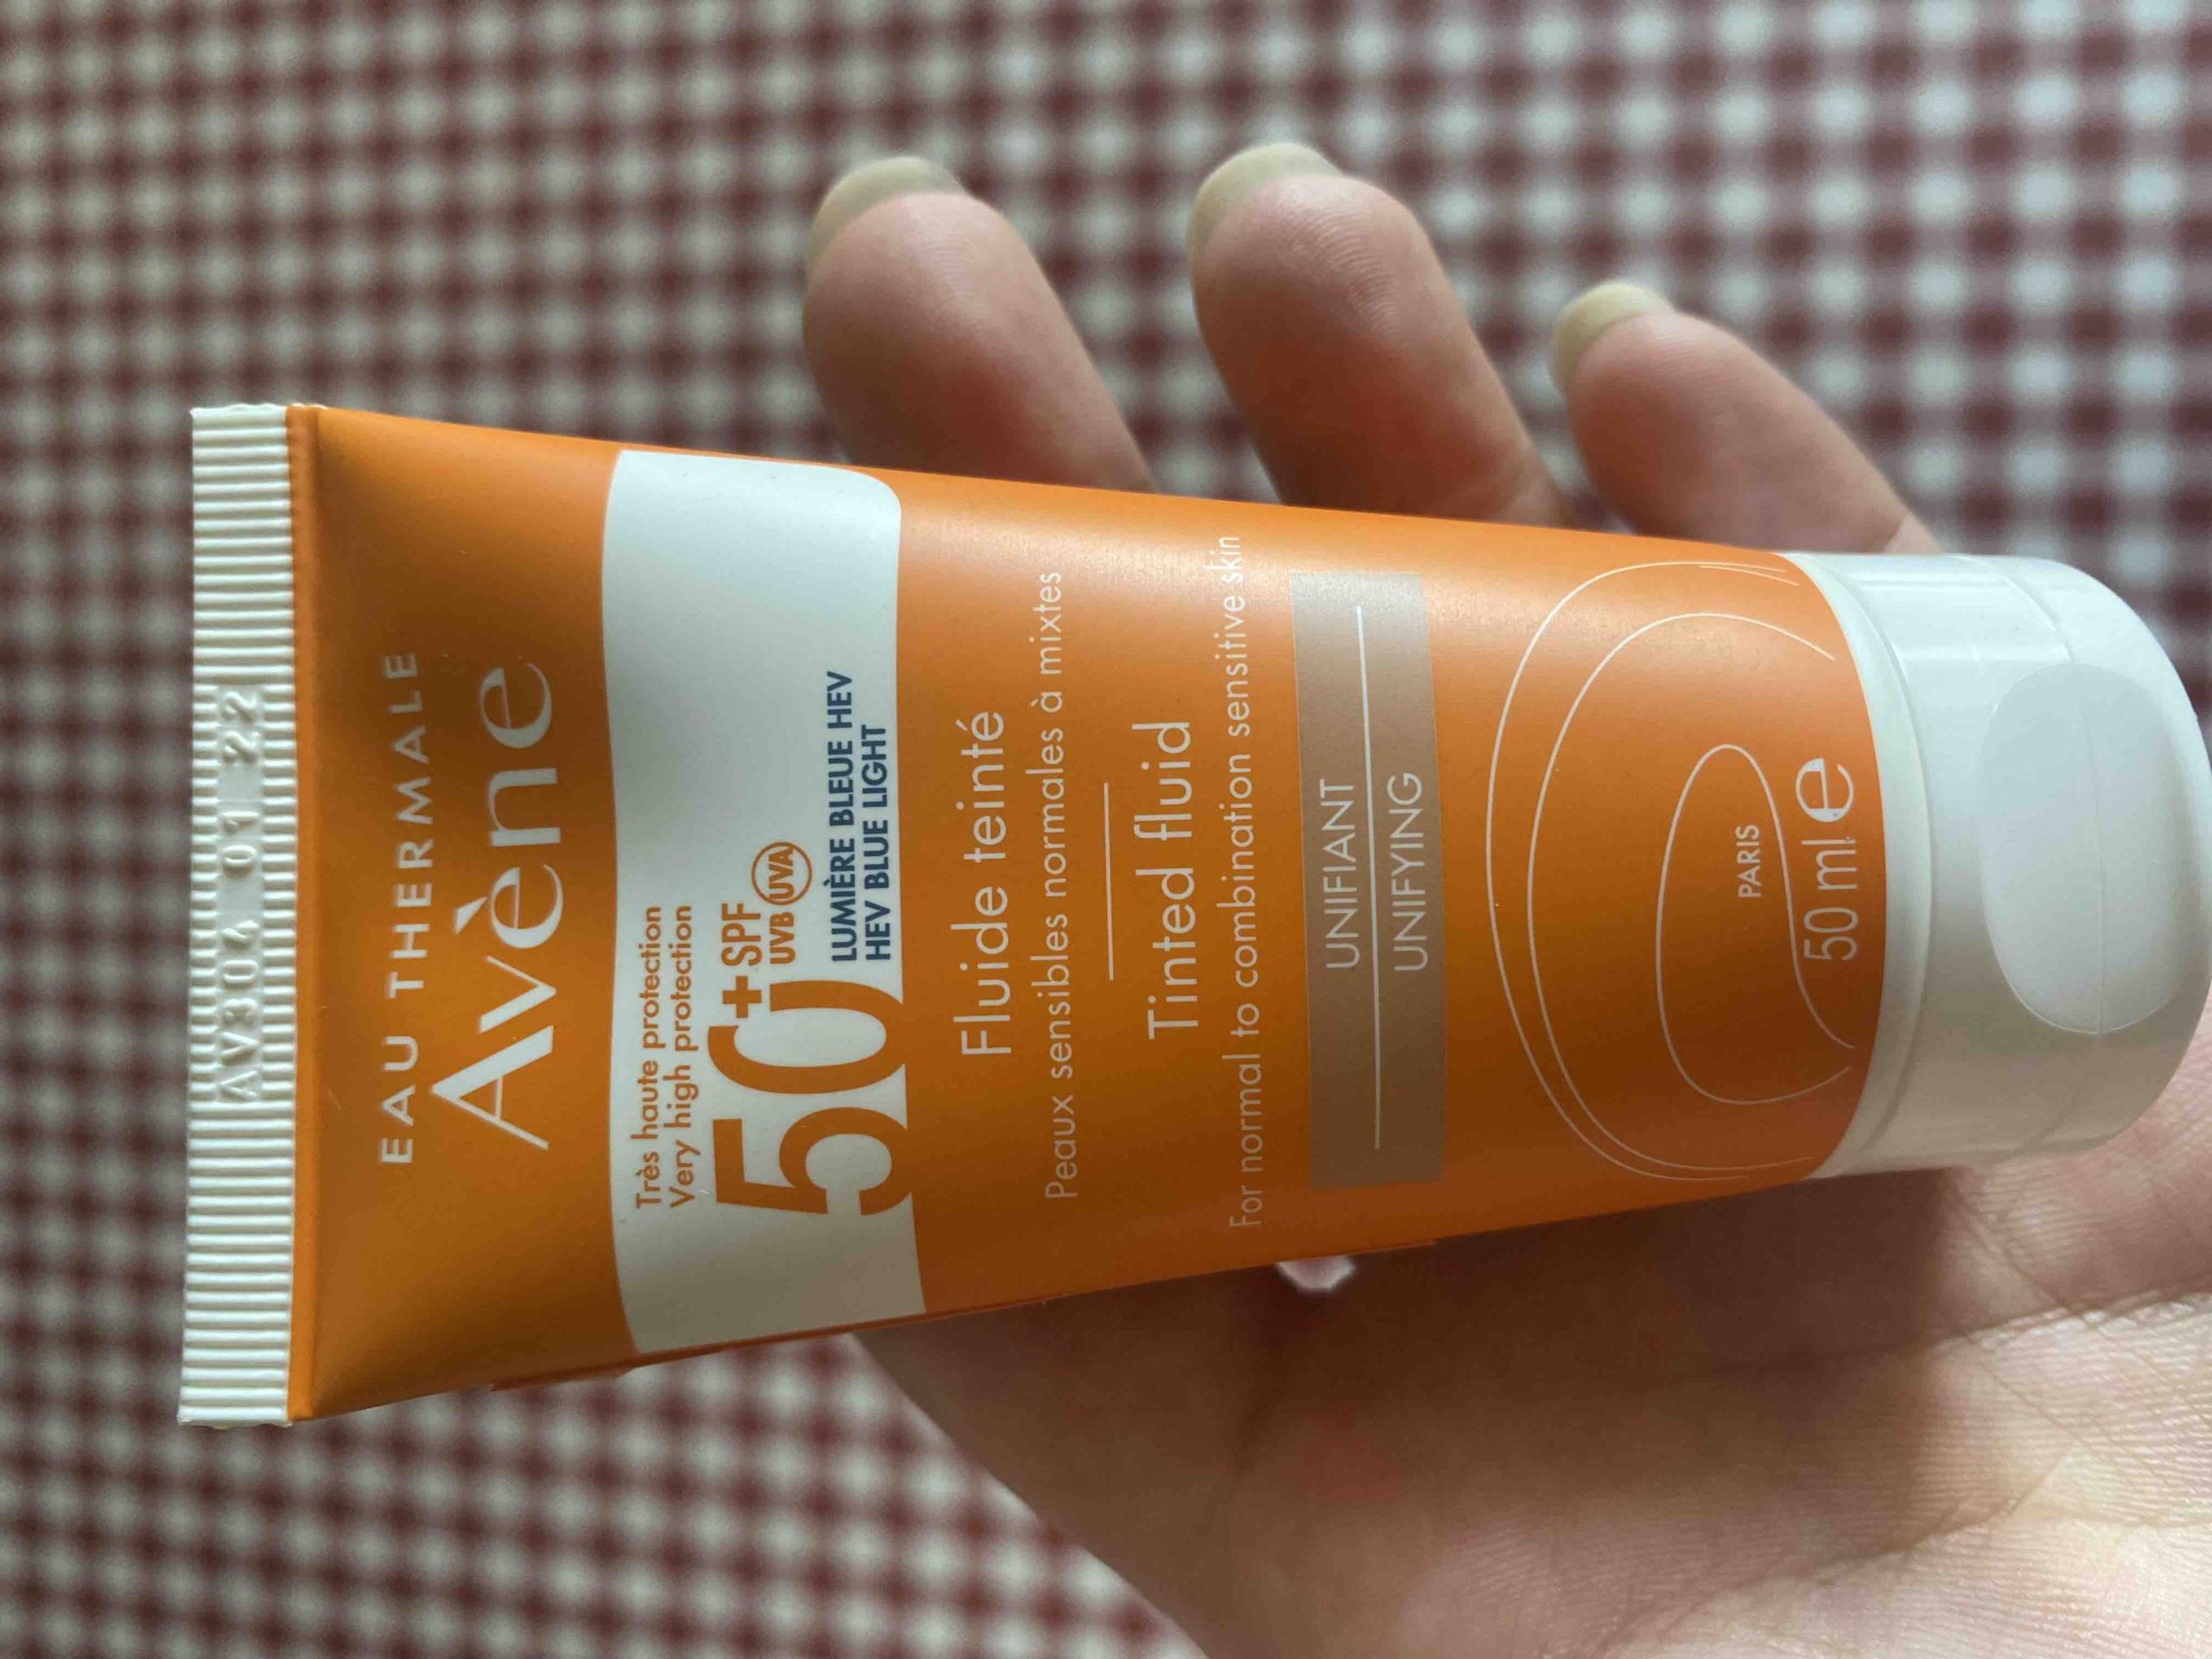 AV304 01 22
EAU THERMALE
Avène
Très haute protection
Very high protection
50+ SPF
UVB UVA
LUMIÈRE BLEUE HEV
HEV BLUE LIGHT
Fluide teinté
Peaux sensibles normales à mixtes
Tinted fluid
For normal to combination sensitive skin
UNIFIANT
UNIFYING
PARIS
50 ml e